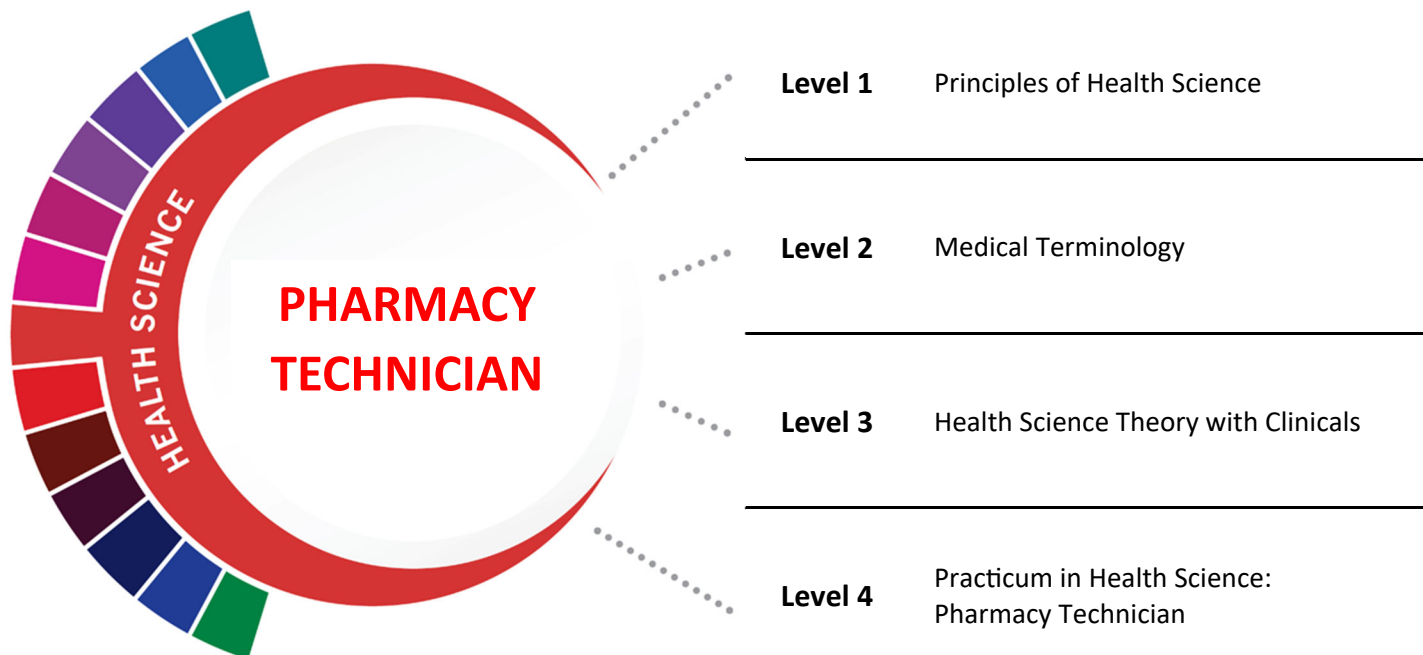 HEALTH SCIENCE
PHARMACY
TECHNICIAN
Level 1 Principles of Health Science
Level 2 Medical Terminology
Level 3 Health Science Theory with Clinicals
Level 4 Practicum in Health Science:
Pharmacy Technician